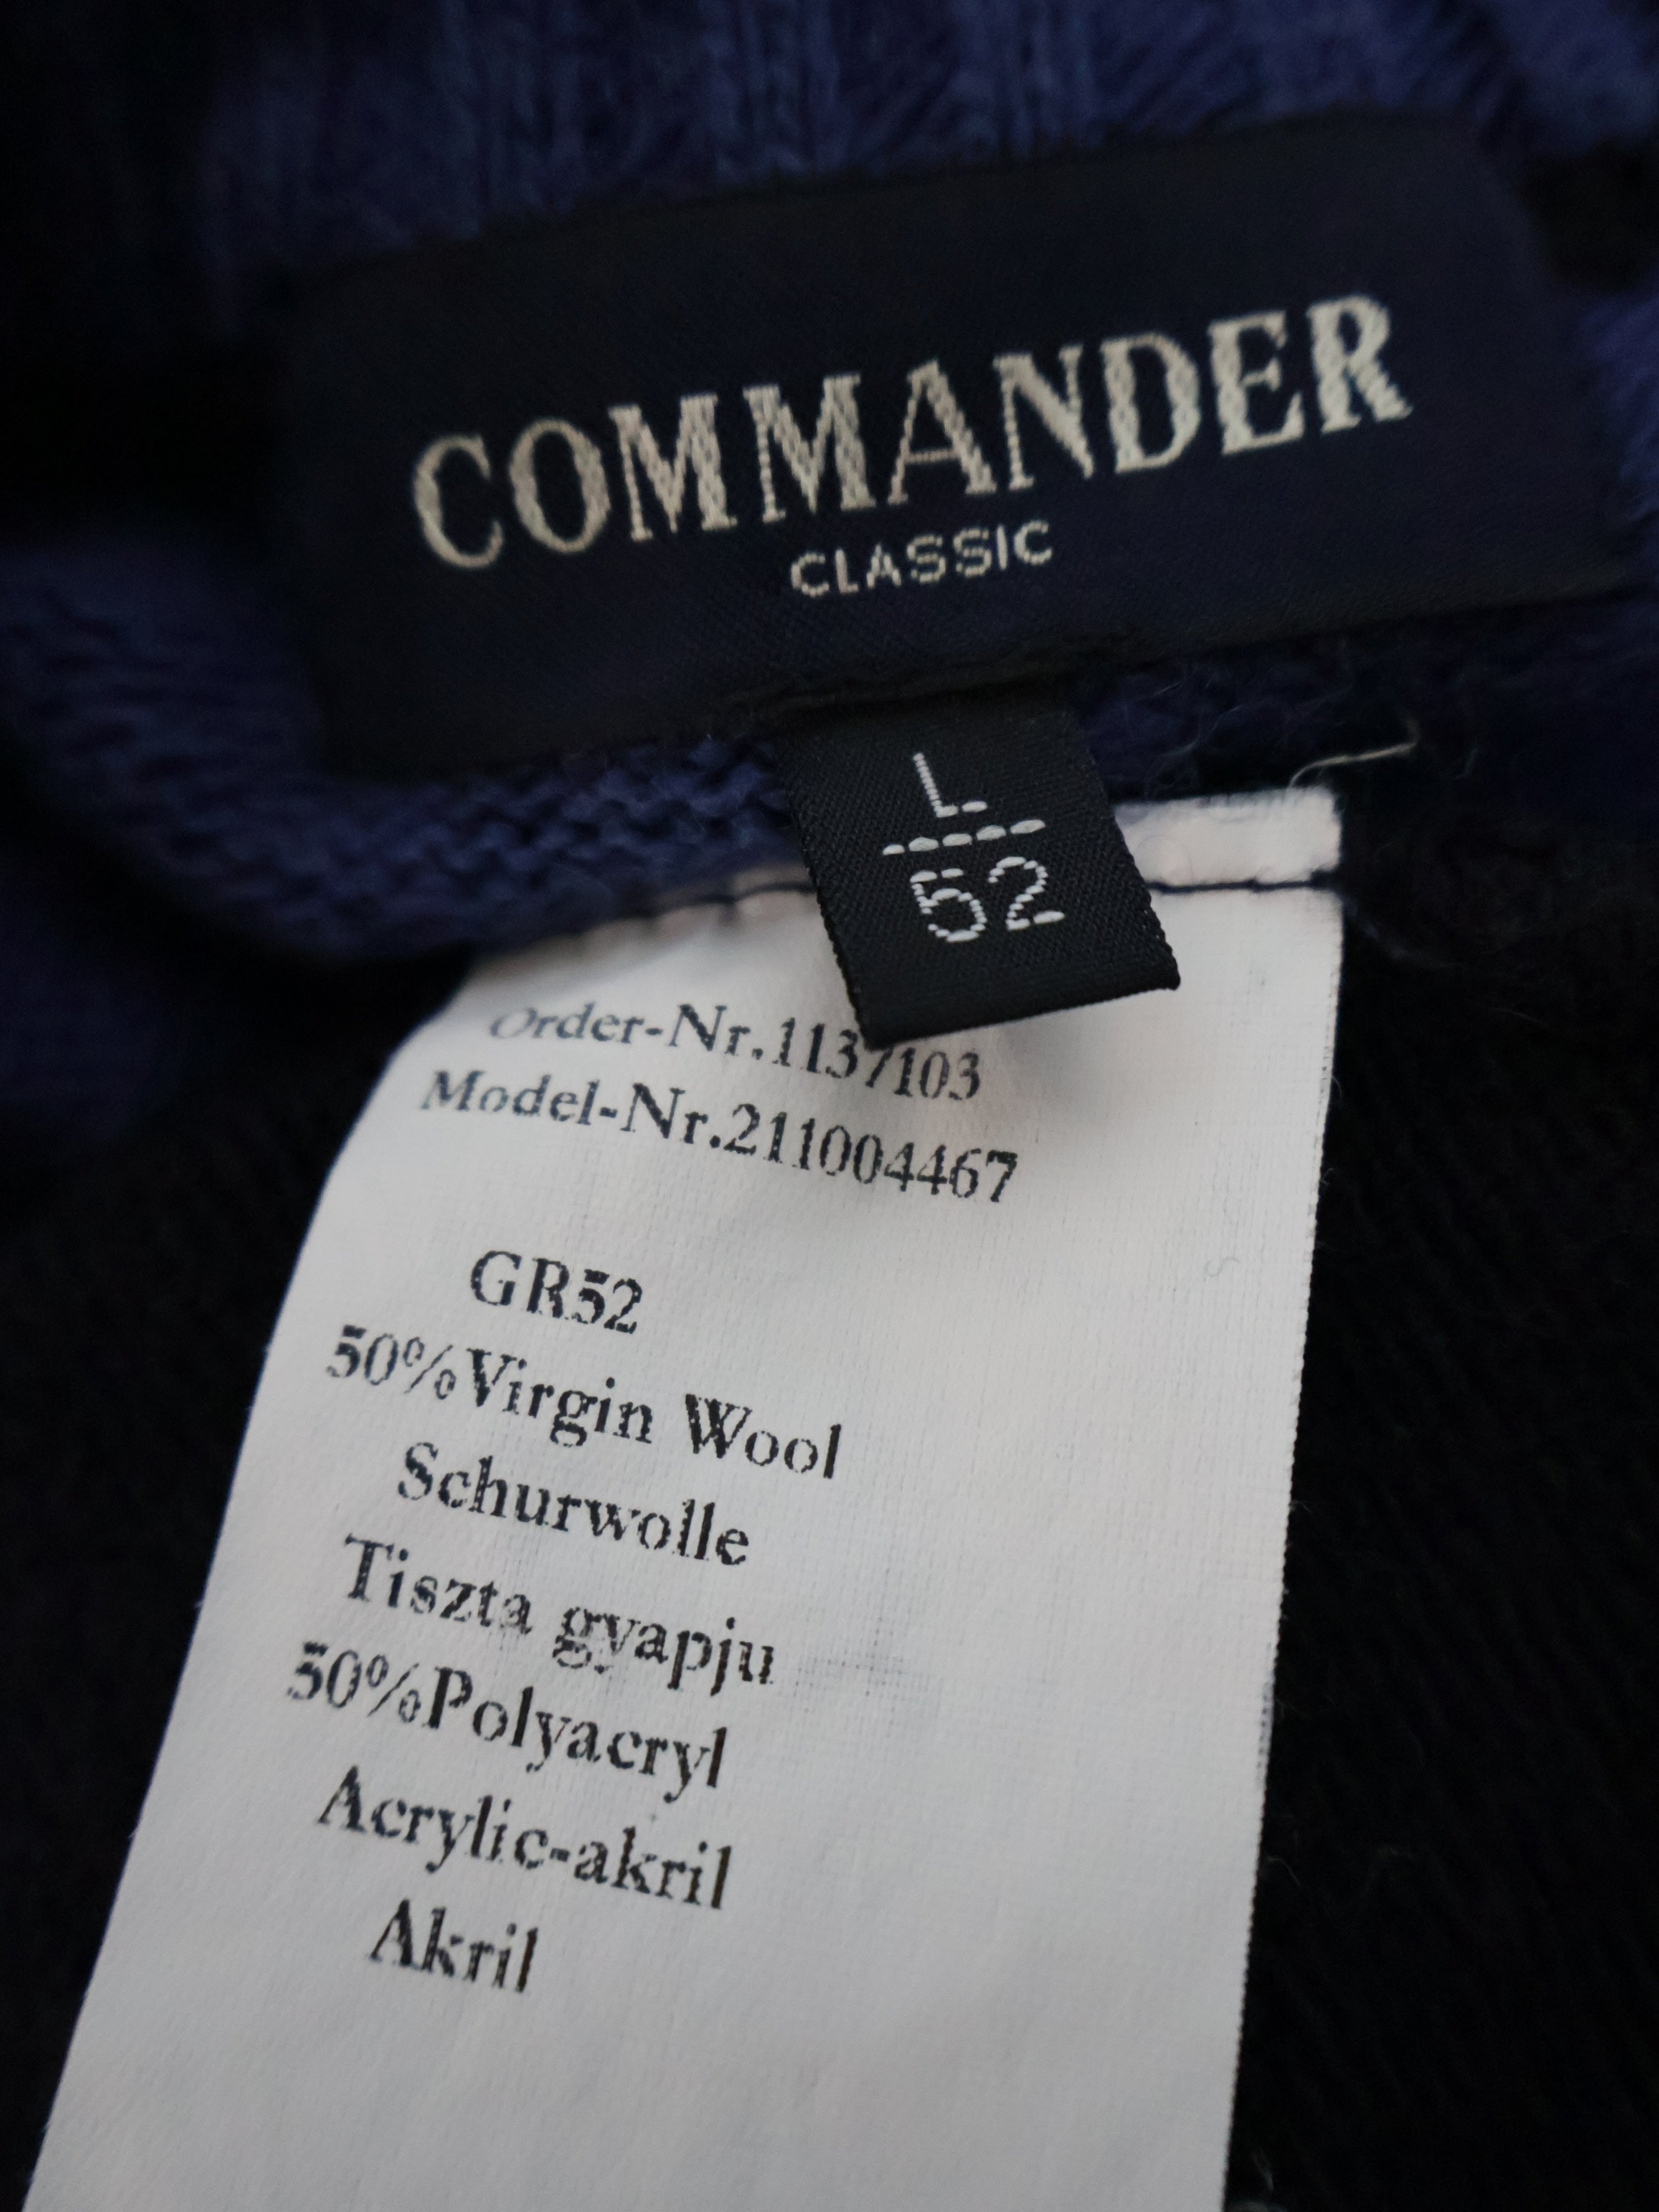 COMMANDER
CLASSIC
L
52
Order-Nr.1137103
Model-Nr.211004467
GR52
50%Virgin Wool
Schurwolle
Tiszta gyapju
50%Polyacryl
Acrylic-akril
Akril